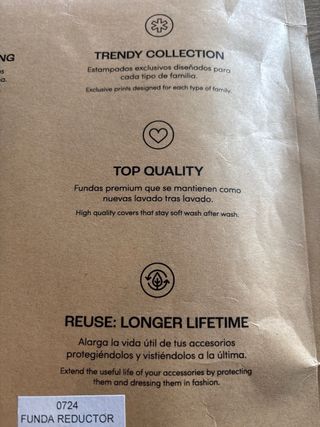 NG
TRENDY COLLECTION
Estampados exclusivos diseñados para
cada tipo de familia.
Exclusive prints designed for each type of family.
TOP QUALITY
Fundas premium que se mantienen como
nuevas lavado tras lavado.
High quality covers that stay soft wash after wash.
REUSE: LONGER LIFETIME
Alarga la vida útil de tus accesorios
protegiéndolos y vistiéndolos a la última.
Extend the useful life of your accessories by protecting
them and dressing them in fashion.
0724
FUNDA REDUCTOR